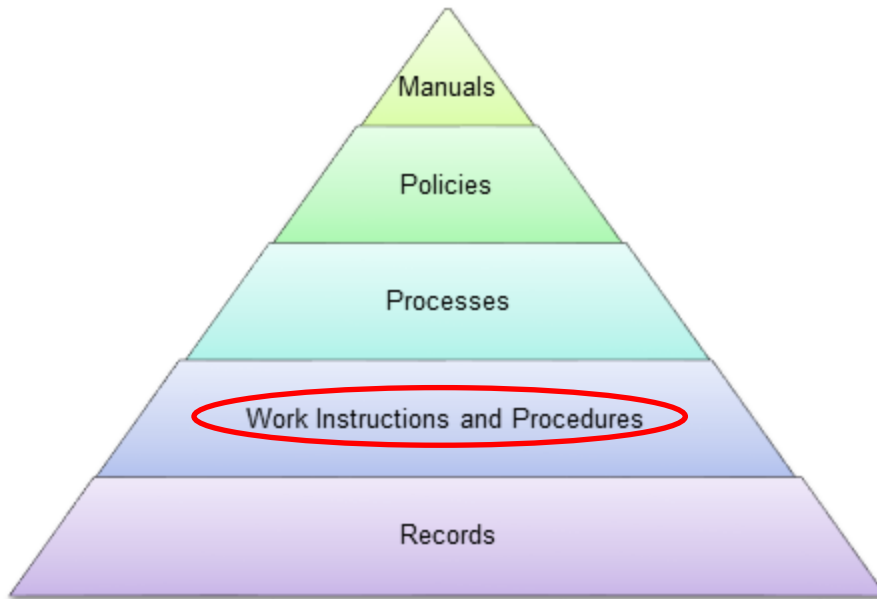 Manuals
Policies
Processes
Work Instructions and Procedures
Records